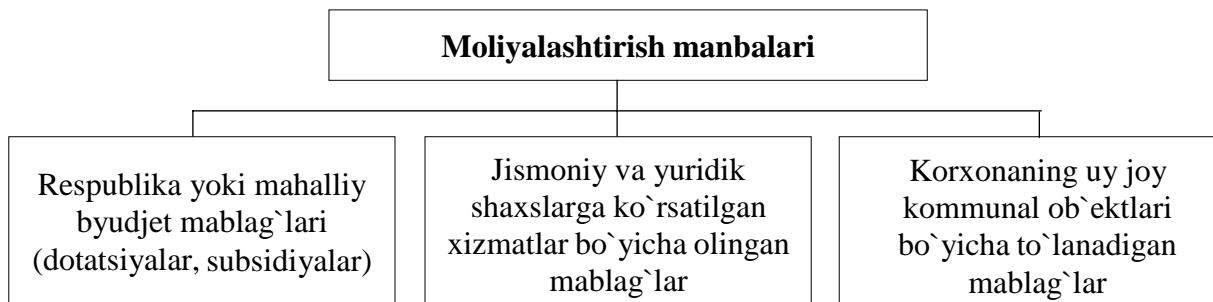 Moliyalashtirish manbalari
Respublika yoki mahalliy
byudjet mablag`lari
(dotatsiyalar, subsidiyalar)
Jismoniy va yuridik
shaxslarga ko`rsatilgan
xizmatlar bo`yicha olingan
mablag`lar
Korxonaning uy joy
kommunal ob`ektlari
bo`yicha to`lanadigan
mablag`lar